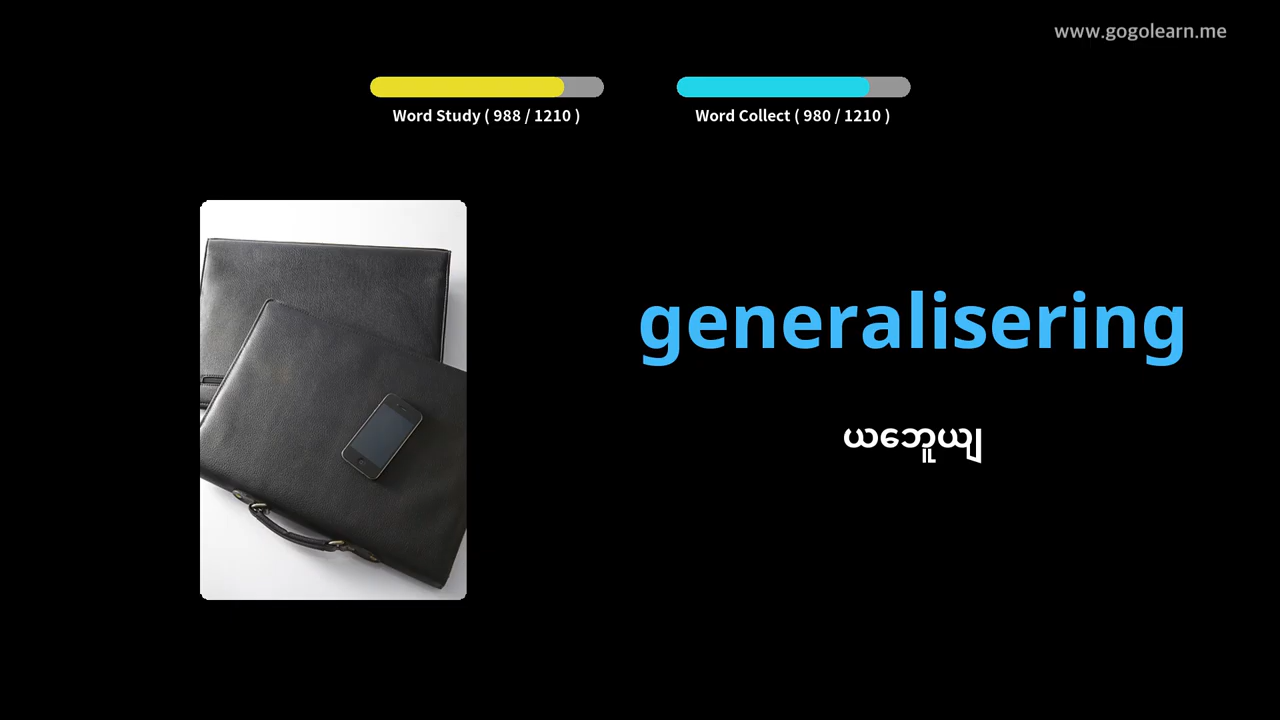 www.gogolearn.me
Word Study ( 988 / 1210 )
Word Collect ( 980 / 1210 )
generalisering
ယဘေူယျ